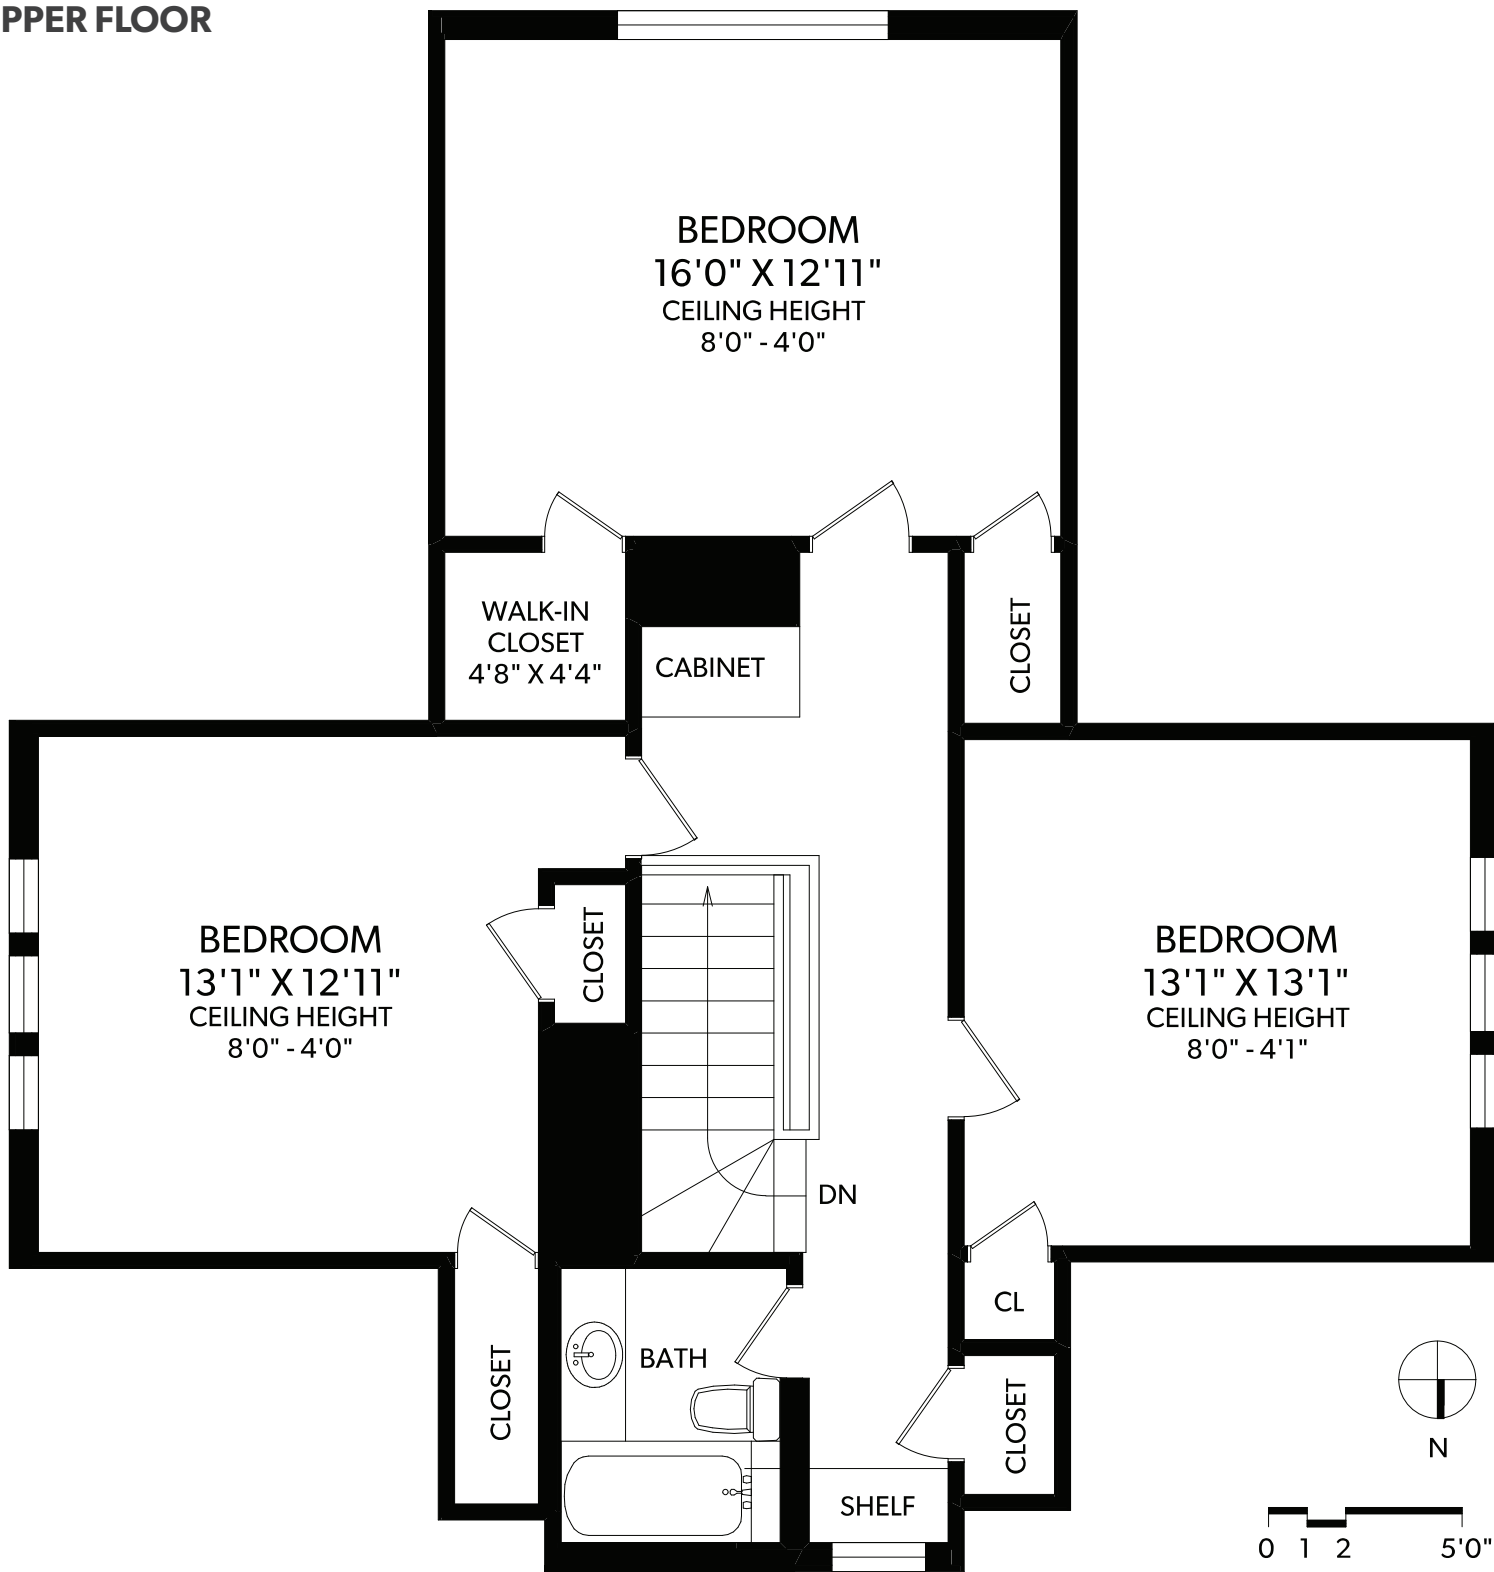 PPER FLOOR
BEDROOM
16'0" X 12'11"
CEILING HEIGHT
8'0" - 4'0"
WALK-IN
CLOSET
4'8" X 4'4"
CABINET
CLOSET
BEDROOM
13'1" X 12'11"
CEILING HEIGHT
8'0" - 4'0"
CLOSET
BEDROOM
13'1" X 13'1"
CEILING HEIGHT
8'0" - 4'1"
DN
CL
BATH
CLOSET
CLOSET
SHELF
N
0 1 2 5'0"